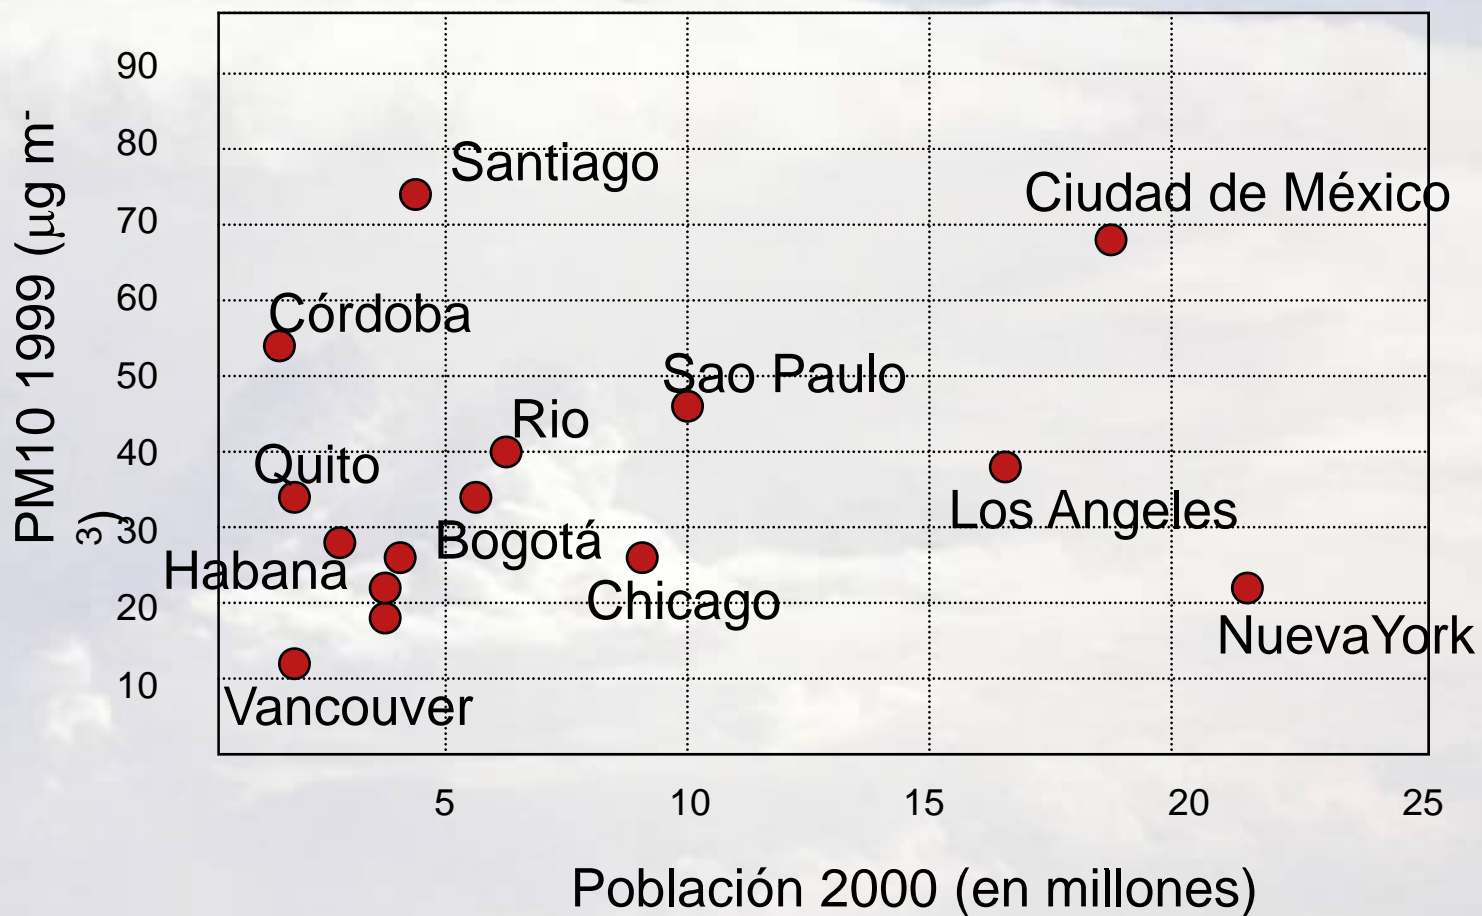 90
80
70
60
50
40
30
20
10
PM10 1999 (μg m-
3)
Santiago
Ciudad de México
Córdoba
Sao Paulo
Rio
Quito
Los Angeles
Bogotá
Habana
Chicago
NuevaYork
Vancouver
5 10 15 20 25
Población 2000 (en millones)